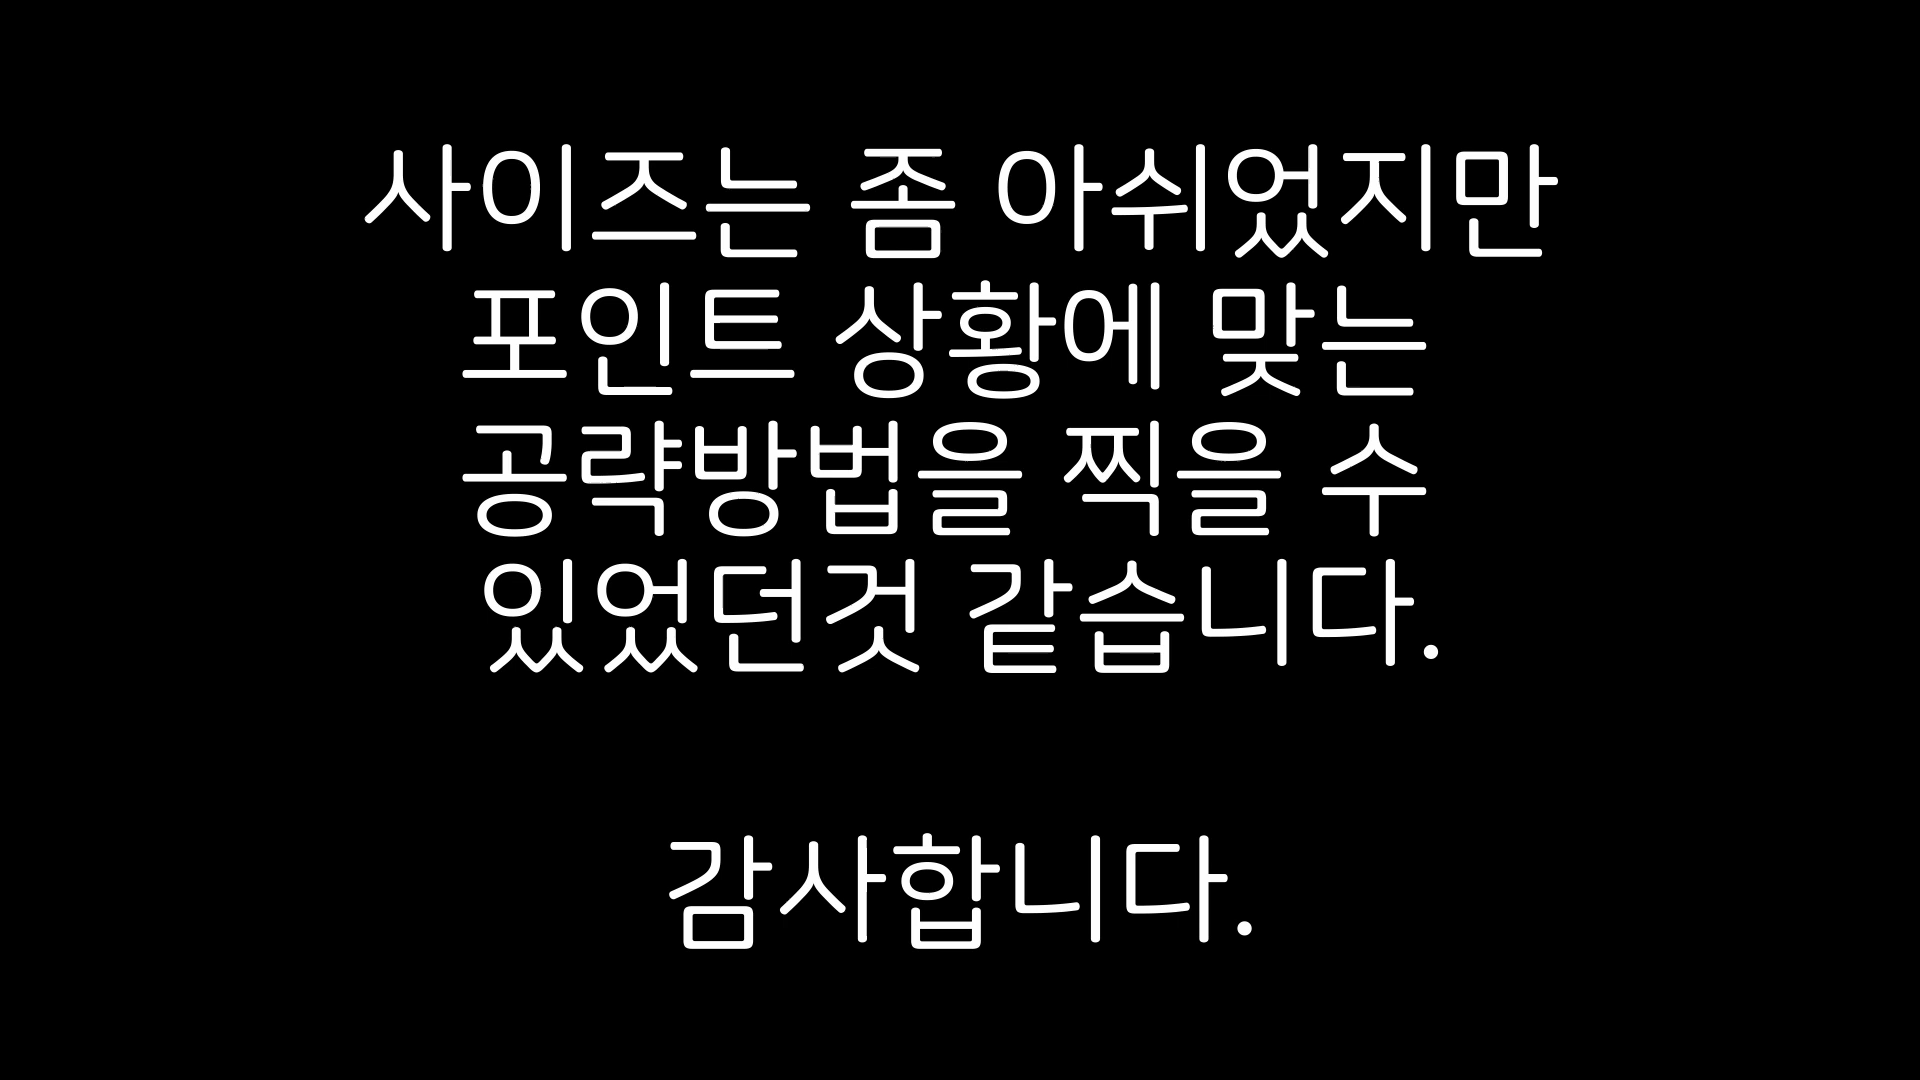 사이즈는 좀 아쉬었지만
포인트 상황에 맞는
공략방법을 찍을 수
있었던것 같습니다.
감사합니다.